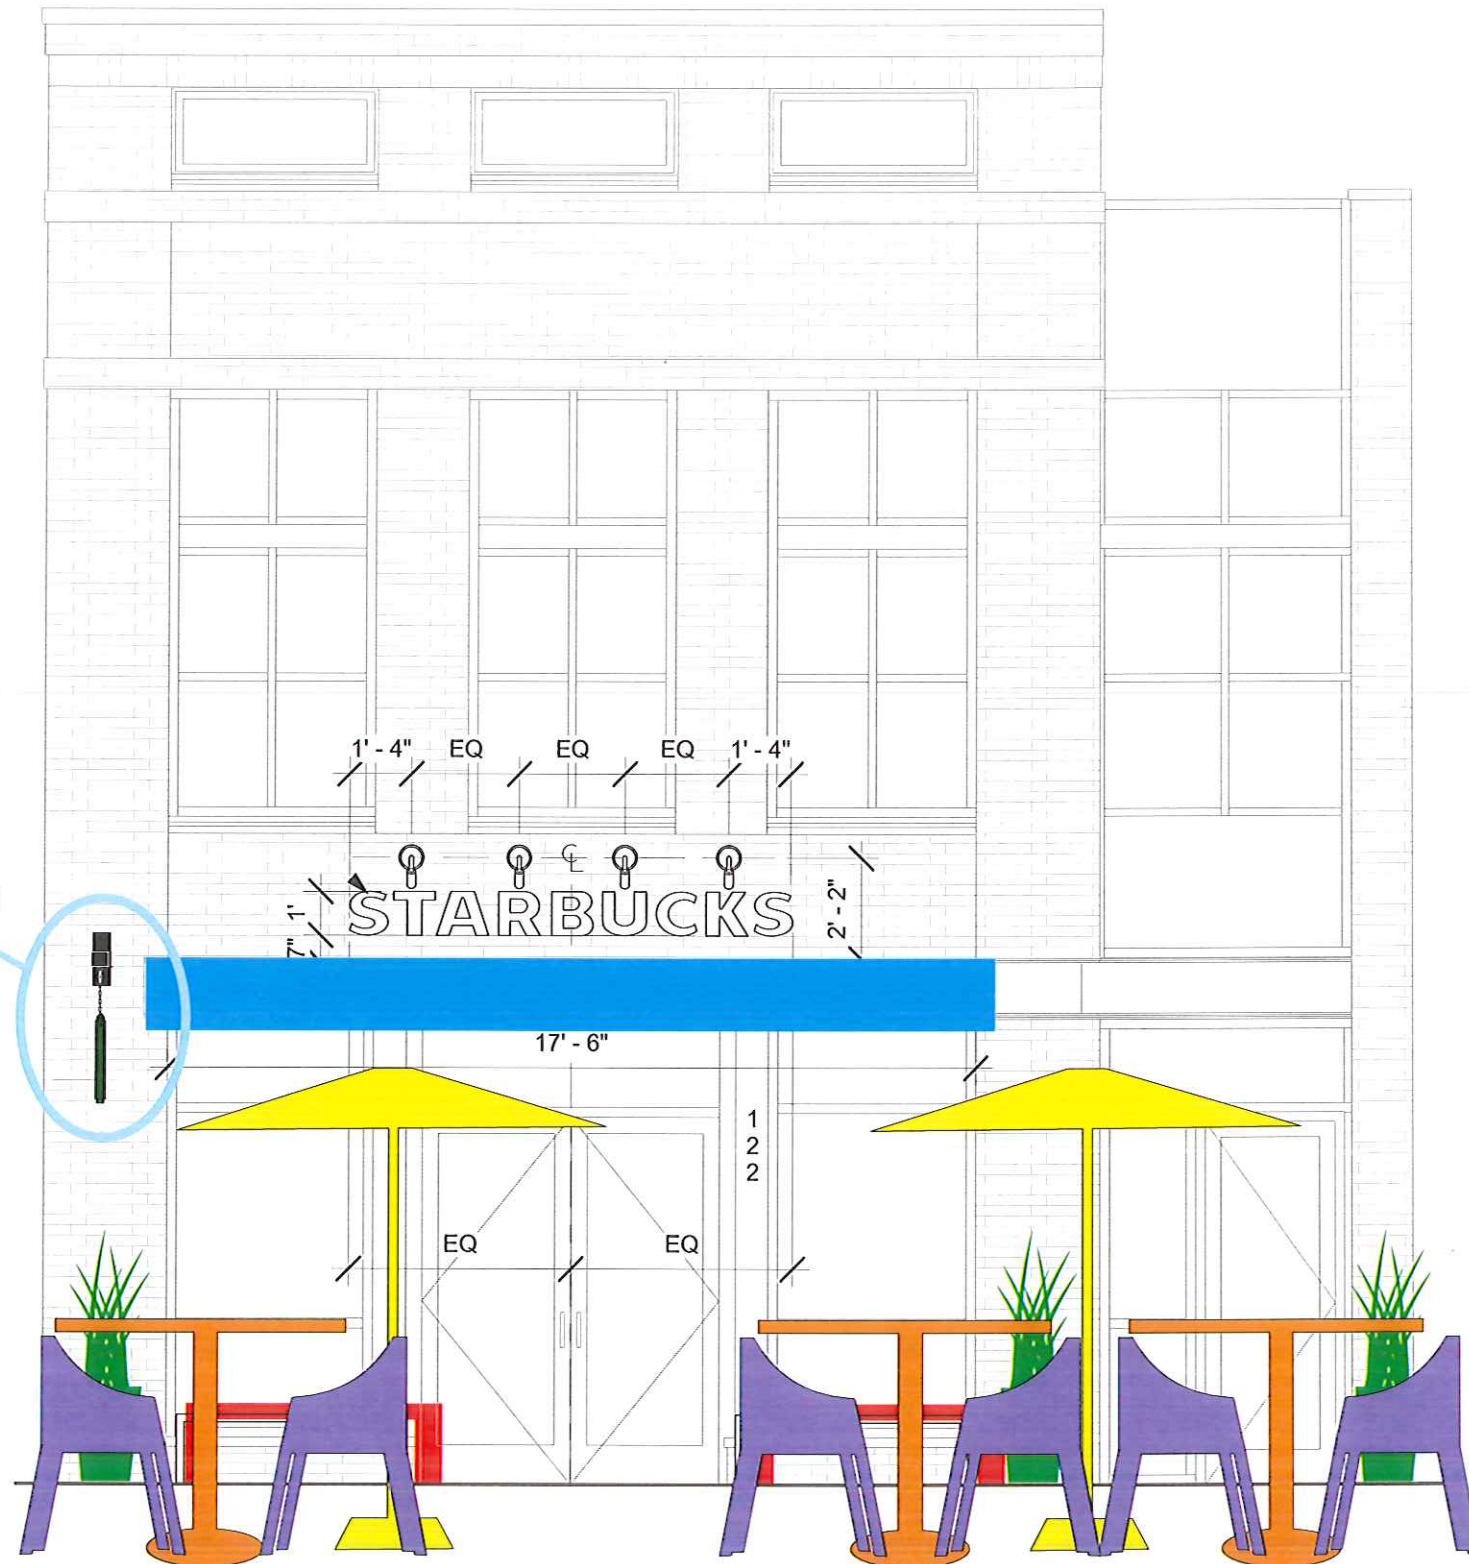 1' - 4" EQ EQ EQ 1' - 4"
℄
STARBUCKS
1'
7"
2' - 2"
17' - 6"
1
2
2
EQ EQ